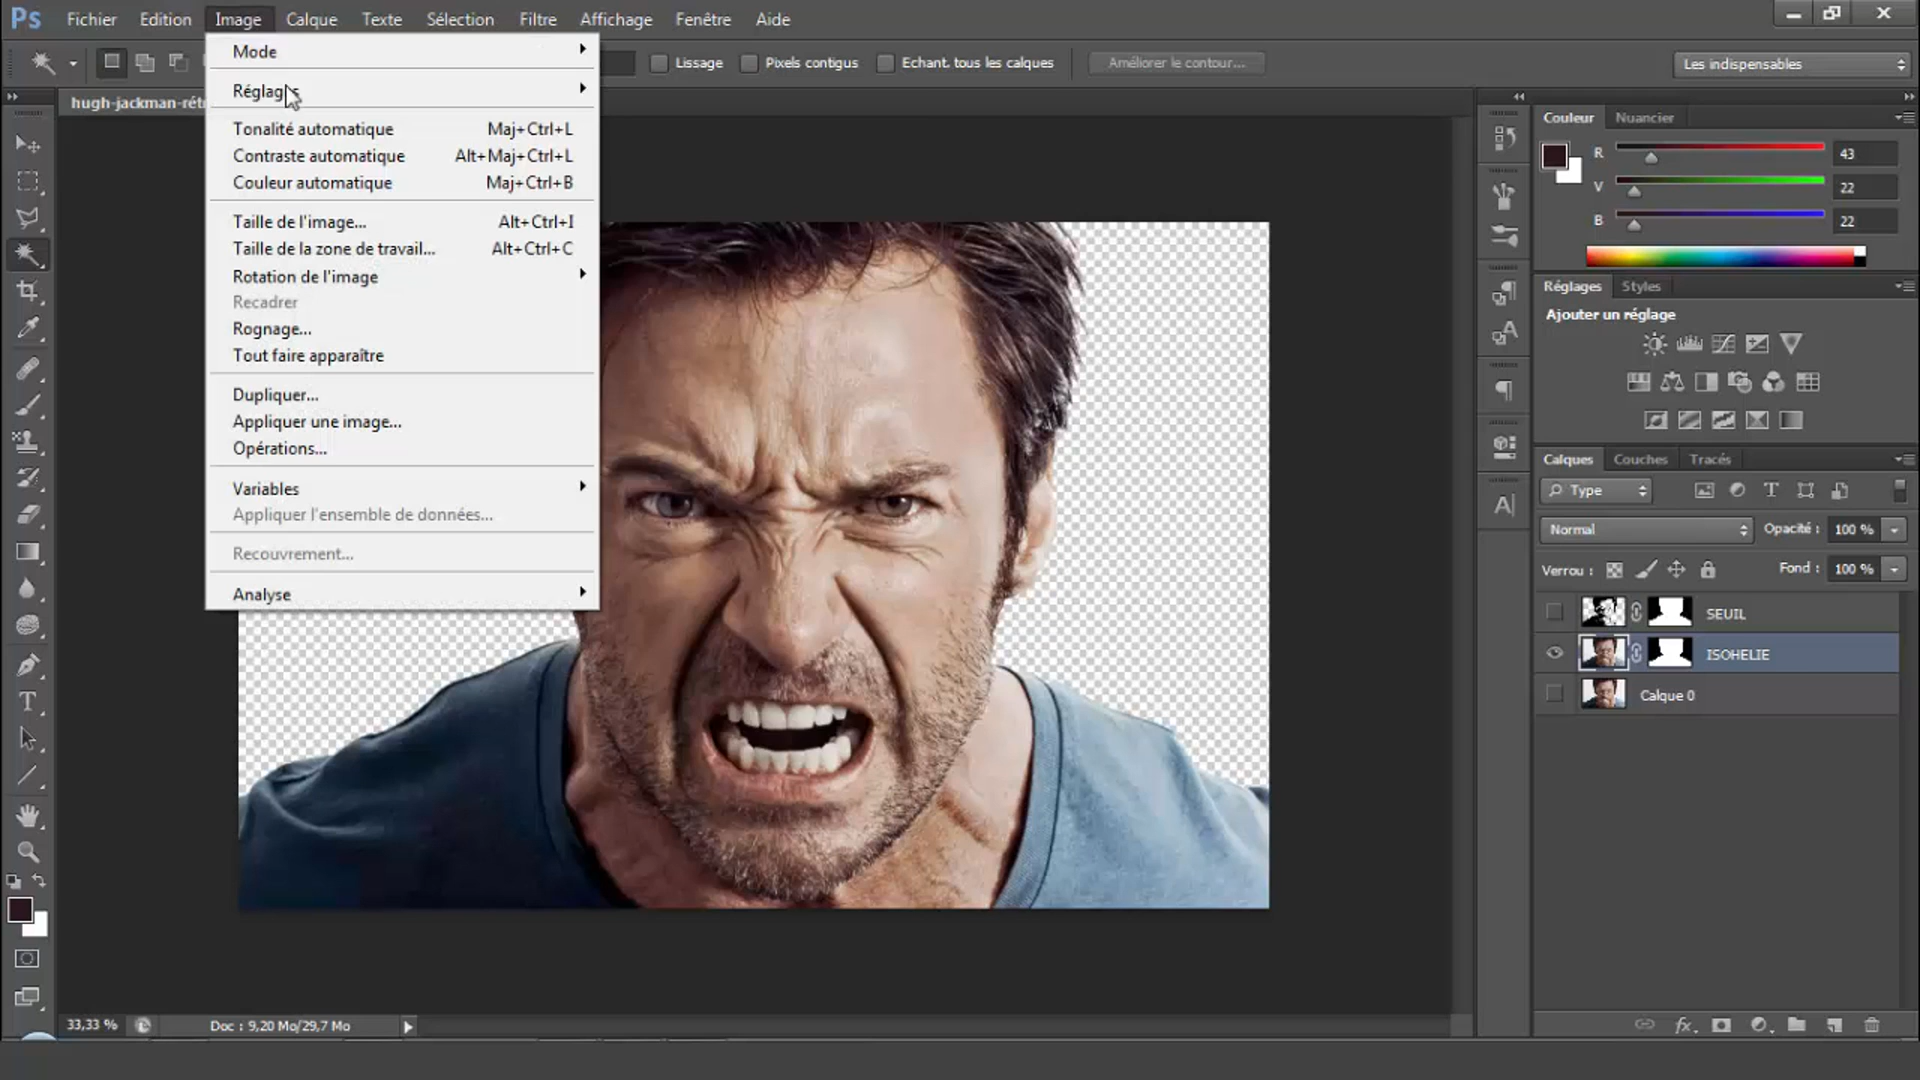 Ps Fichier Edition Image Calque Texte Sélection Filtre Affichage Fenêtre Aide
Lissage Pixels contigus Echant. tous les calques Améliorer le contour... Les indispensables
hugh-jackman-rét
Mode
Réglages
Tonalité automatique Maj+Ctrl+L
Contraste automatique Alt+Maj+Ctrl+L
Couleur automatique Maj+Ctrl+B
Taille de l'image... Alt+Ctrl+I
Taille de la zone de travail... Alt+Ctrl+C
Rotation de l'image
Recadrer
Rognage...
Tout faire apparaître
Dupliquer...
Appliquer une image...
Opérations...
Variables
Appliquer l'ensemble de données...
Recouvrement...
Analyse
Couleur Nuancier
R 43
V 22
B 22
Réglages Styles
Ajouter un réglage
Calques Couches Tracés
Type
Normal Opacité : 100 %
Verrou : Fond : 100 %
SEUIL
ISOHELIE
Calque 0
33,33 % Doc : 9,20 Mo/29,7 Mo